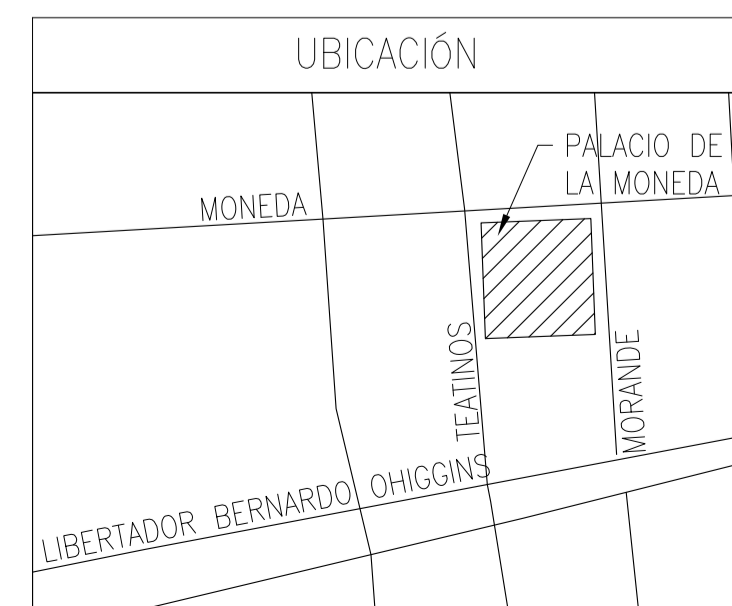 UBICACIÓN
PALACIO DE
LA MONEDA
MONEDA
TEATINOS
MORANDE
LIBERTADOR BERNARDO OHIGGINS